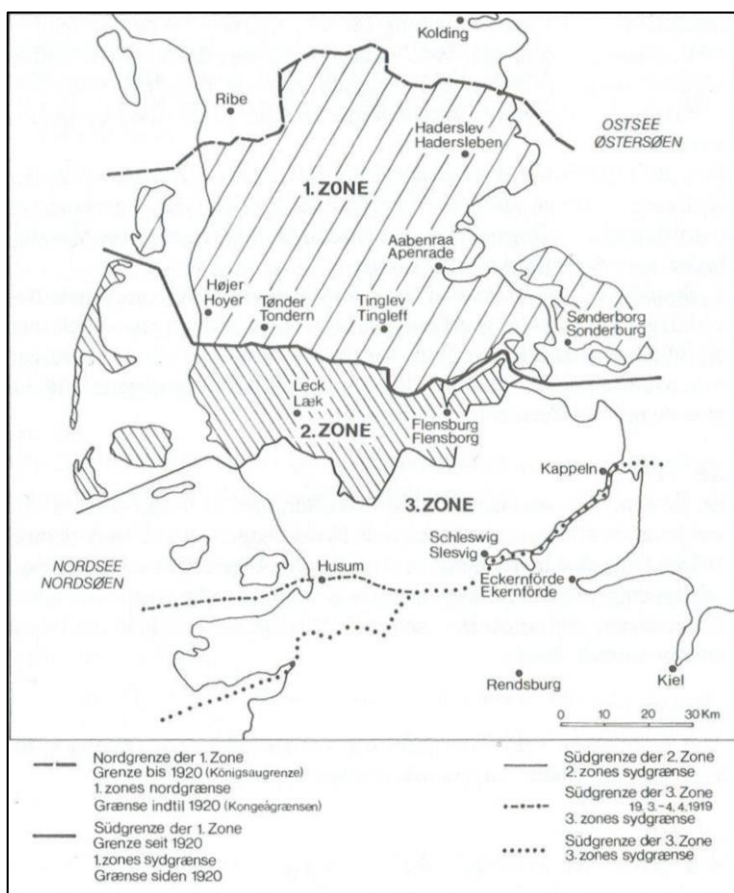 Kolding
Ribe
OSTSEE
ØSTERSØEN
Haderslev
Hadersleben
1. ZONE
Aabenraa
Apenrade
Højer
Hoyer
Tønder
Tondern
Tinglev
Tingleff
Sønderborg
Sonderburg
Leck
Læk
2. ZONE
Flensburg
Flensborg
Kappeln
3. ZONE
Schleswig
Slesvig
NORDSEE
NORDSØEN
Husum
Eckernförde
Ekernförde
Rendsburg
Kiel
0 10 20 30 Km
Nordgrenze der 1. Zone
Grenze bis 1920 (Königsaugrenze)
1. zones nordgrænse
Grænse indtil 1920 (Kongeågrænsen)
Südgrenze der 1. Zone
Grenze seit 1920
1. zones sydgrænse
Grænse siden 1920
Südgrenze der 2. Zone
2. zones sydgrænse
Südgrenze der 3. Zone
19. 3. – 4. 4. 1919
3. zones sydgrænse
Südgrenze der 3. Zone
3. zones sydgrænse